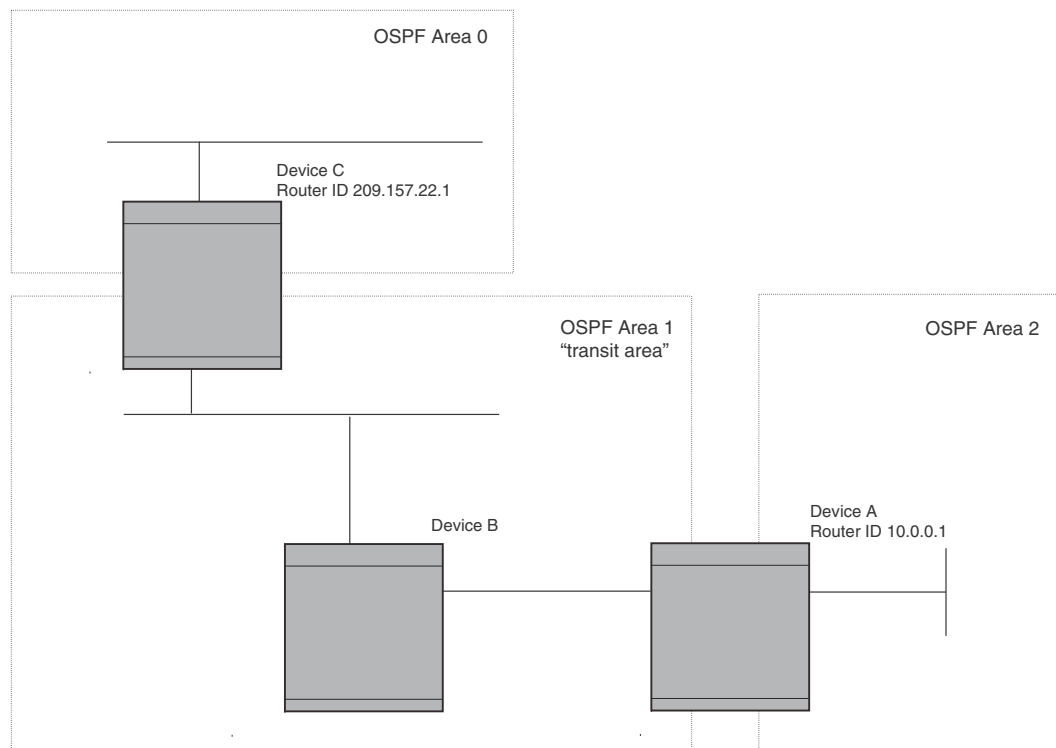 OSPF Area 0
Device C
Router ID 209.157.22.1
OSPF Area 1
“transit area”
OSPF Area 2
Device B
Device A
Router ID 10.0.0.1